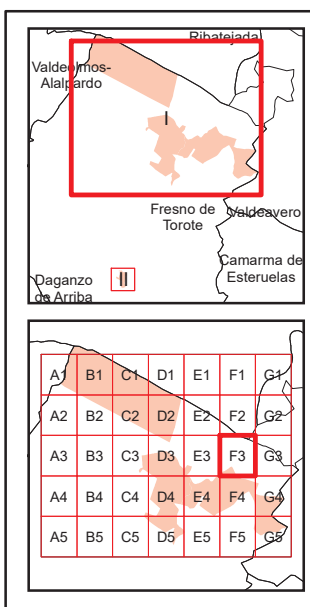 Ribatejada
Valdeolmos-
Alalpardo
I
Fresno de
Torote
Valdeavero
Camarma de
Esteruelas
Daganzo
de Arriba
II
A1 B1 C1 D1 E1 F1 G1
A2 B2 C2 D2 E2 F2 G2
A3 B3 C3 D3 E3 F3 G3
A4 B4 C4 D4 E4 F4 G4
A5 B5 C5 D5 E5 F5 G5